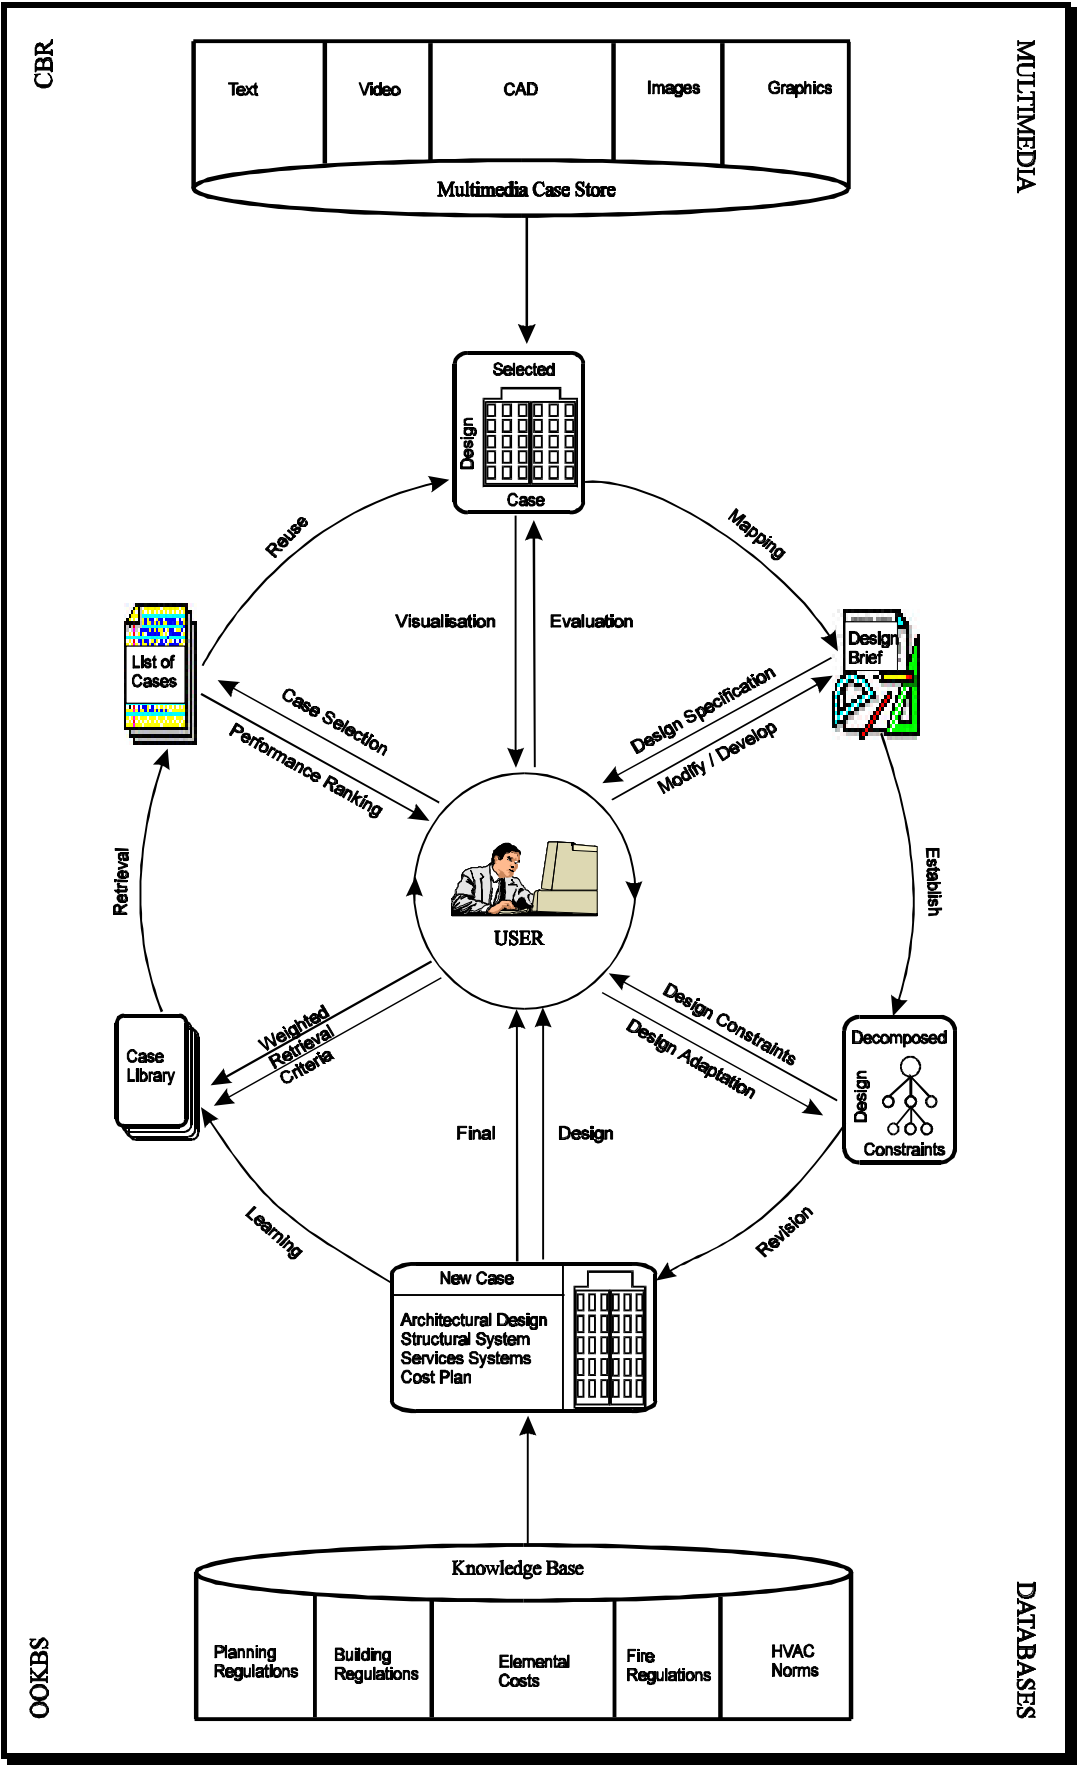 CBR
MULTIMEDIA
Text
Video
CAD
Images
Graphics
Multimedia Case Store
Selected
Design
Case
Reuse
Mapping
Visualisation
Evaluation
List of
Cases
Design
Brief
Case Selection
Performance Ranking
Design Specification
Modify / Develop
Retrieval
Establish
USER
Case
Library
Weighted
Retrieval
Criteria
Design Constraints
Design Adaptation
Decomposed
Design
Constraints
Final
Design
Learning
Revision
New Case
Architectural Design
Structural System
Services Systems
Cost Plan
Knowledge Base
Planning
Regulations
Building
Regulations
Elemental
Costs
Fire
Regulations
HVAC
Norms
OOKBS
DATABASES